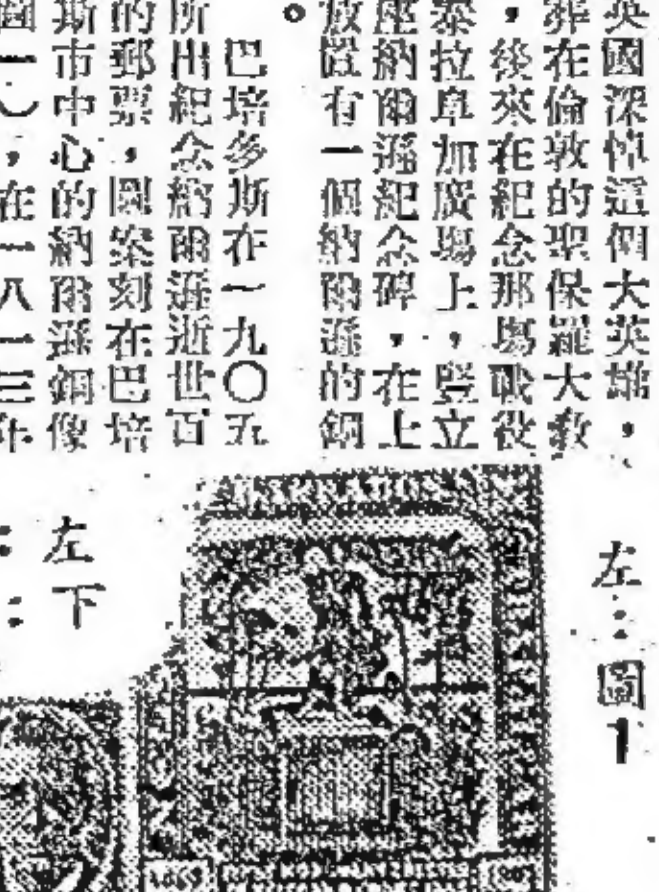 英國深悼這個大英雄，
葬在倫敦的聖保羅大教
，後來在紀念那場戰役
泰拉阜加廣場上，豎立
座納爾遜紀念碑，在上
放置有一個納爾遜的銅
。
巴培多斯在一九〇五
所出紀念納爾遜逝世百
的郵票，圖案刻在巴培
斯市中心的納爾遜銅像
圖一），在一八一三年
左：圖1
BARBADOS
左下